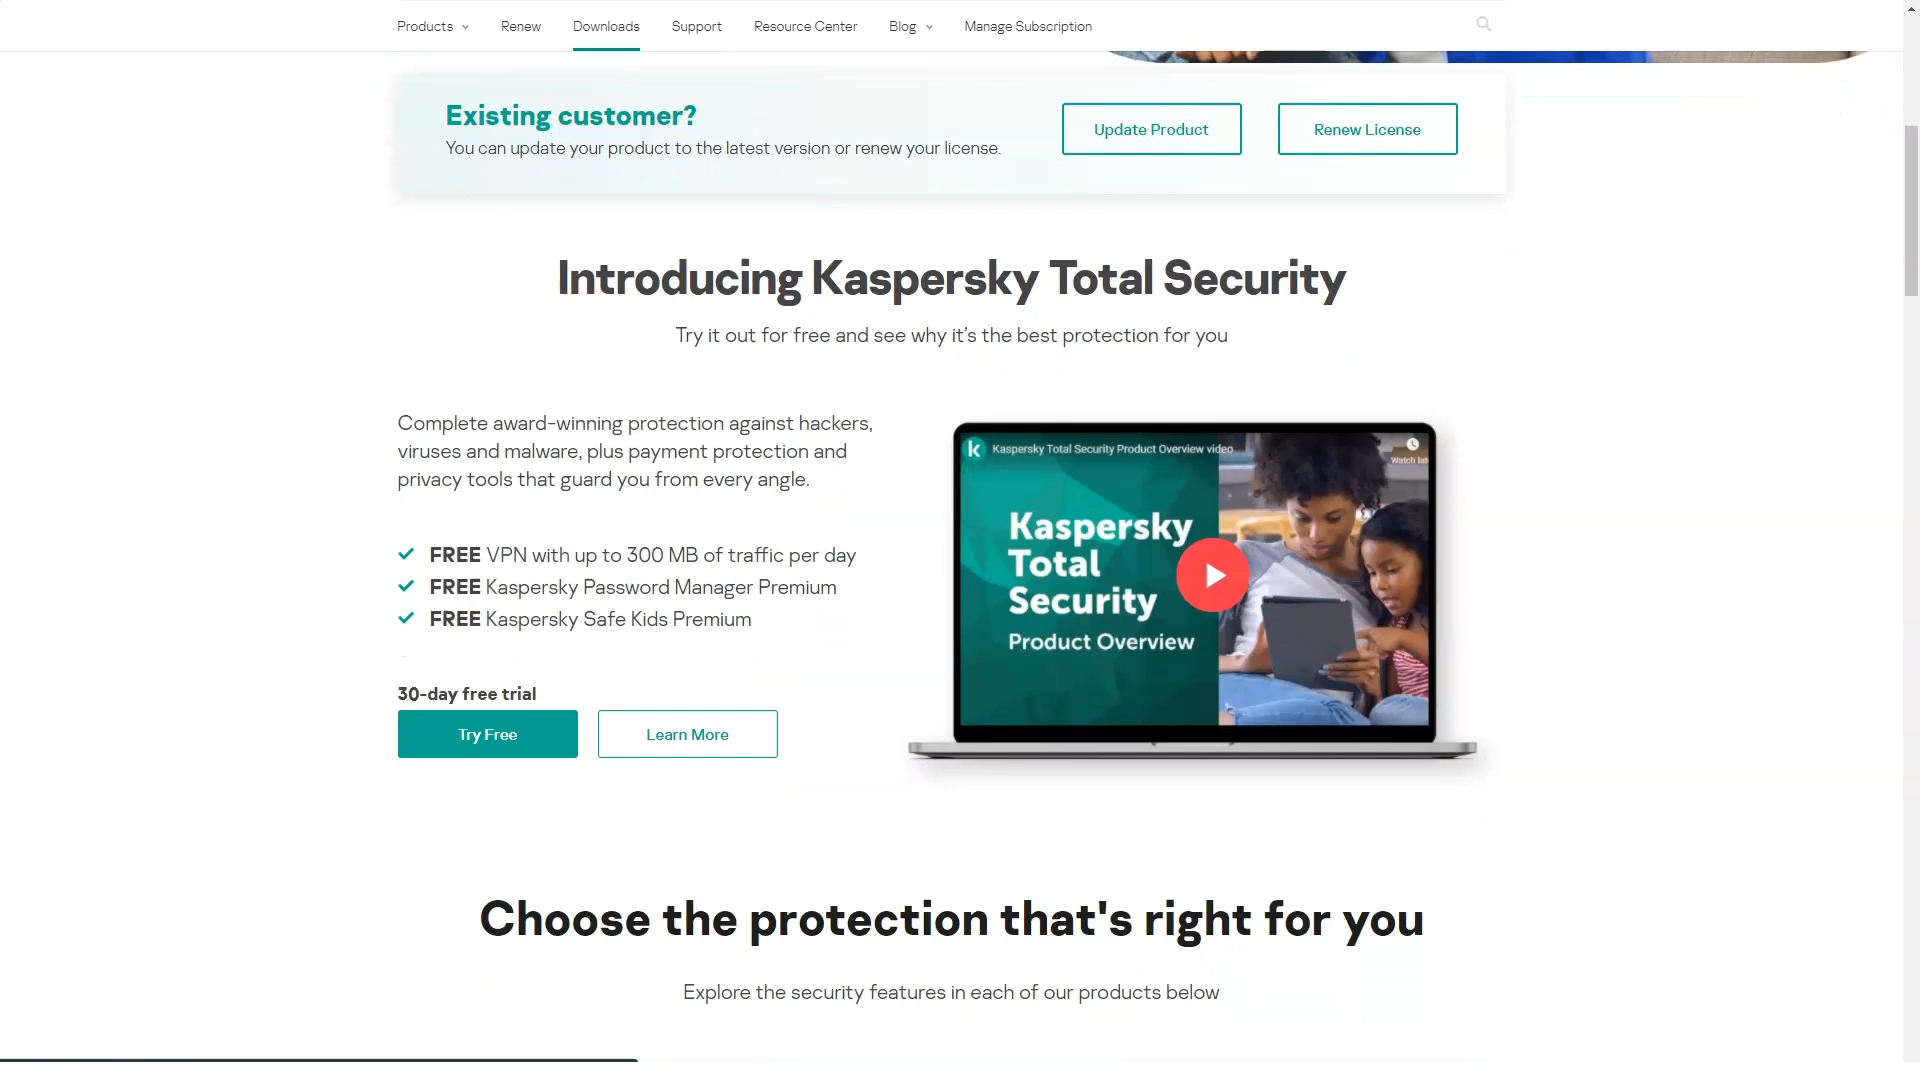 Products
Renew
Downloads
Support
Resource Center
Blog
Manage Subscription
Existing customer?
You can update your product to the latest version or renew your license.
Update Product
Renew License
Introducing Kaspersky Total Security
Try it out for free and see why it's the best protection for you
Complete award-winning protection against hackers,
viruses and malware, plus payment protection and
privacy tools that guard you from every angle.
FREE VPN with up to 300 MB of traffic per day
FREE Kaspersky Password Manager Premium
FREE Kaspersky Safe Kids Premium
30-day free trial
Try Free
Learn More
k
Kaspersky Total Security Product Overview video
Watch lat
Kaspersky
Total
Security
Product Overview
Choose the protection that's right for you
Explore the security features in each of our products below